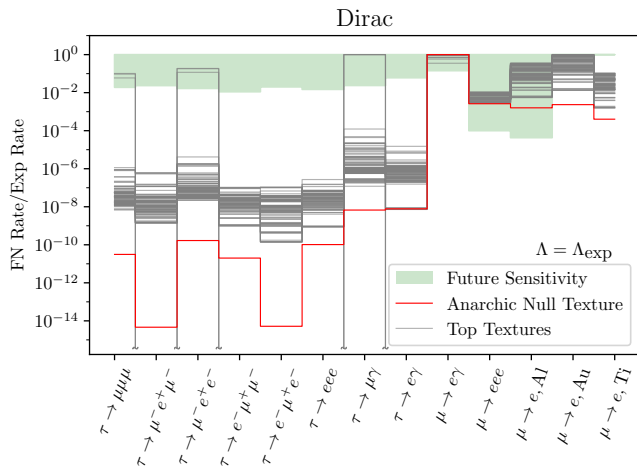 Dirac
FN Rate/Exp Rate
10^0
10^−2
10^−4
10^−6
10^−8
10^−10
10^−12
10^−14
Λ = Λ_exp
Future Sensitivity
Anarchic Null Texture
Top Textures
τ → μμμ
τ → μ⁻e⁺μ⁻
τ → μ⁻e⁺e⁻
τ → e⁻μ⁺μ⁻
τ → e⁻μ⁺e⁻
τ → eee
τ → μγ
τ → eγ
μ → eγ
μ → eee
μ → e, Al
μ → e, Au
μ → e, Ti